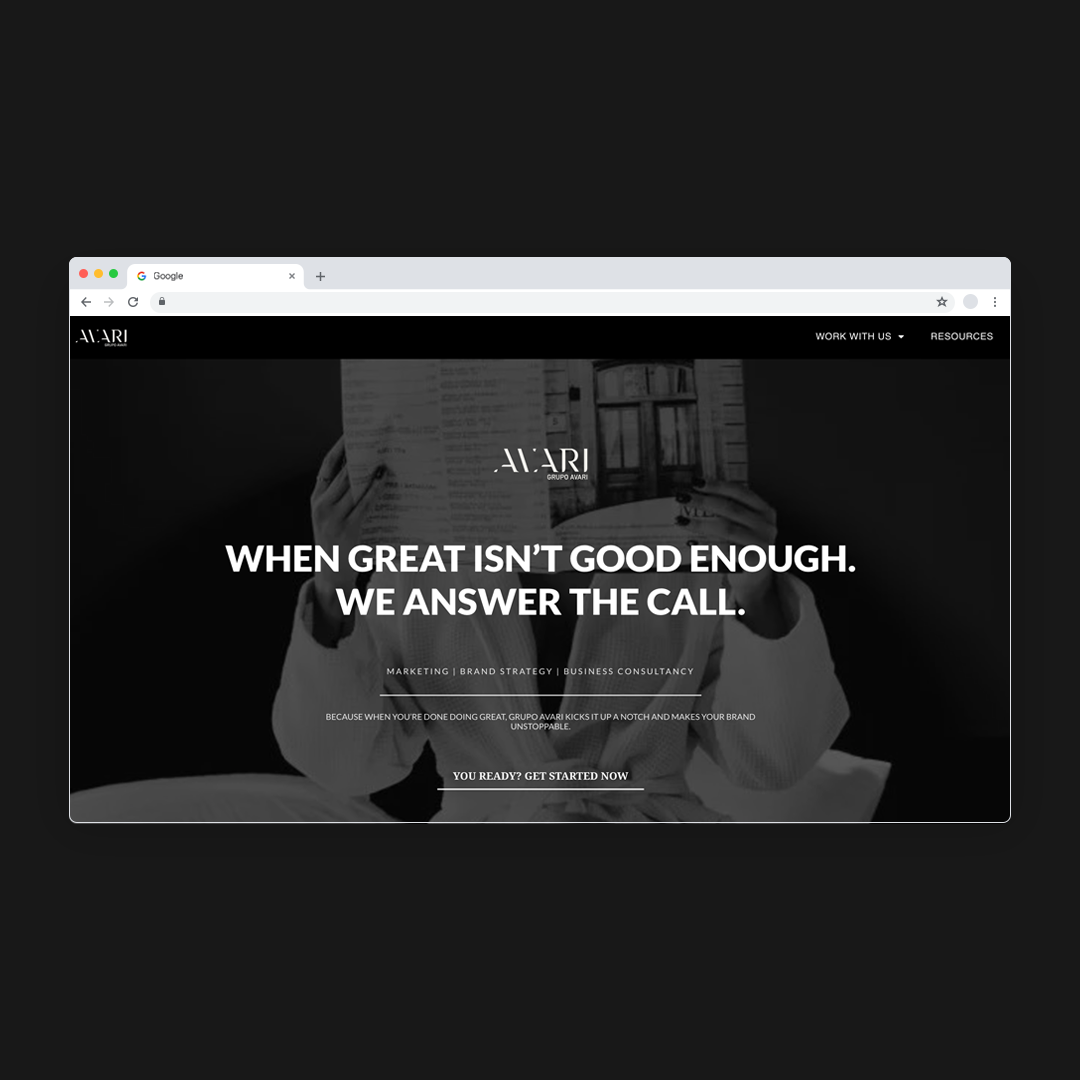 Google
AVARI
GRUPO AVARI
WORK WITH US
RESOURCES
AVARI
GRUPO AVARI
WHEN GREAT ISN’T GOOD ENOUGH.
WE ANSWER THE CALL.
MARKETING | BRAND STRATEGY | BUSINESS CONSULTANCY
BECAUSE WHEN YOU’RE DONE DOING GREAT, GRUPO AVARI KICKS IT UP A NOTCH AND MAKES YOUR BRAND
UNSTOPPABLE.
YOU READY? GET STARTED NOW